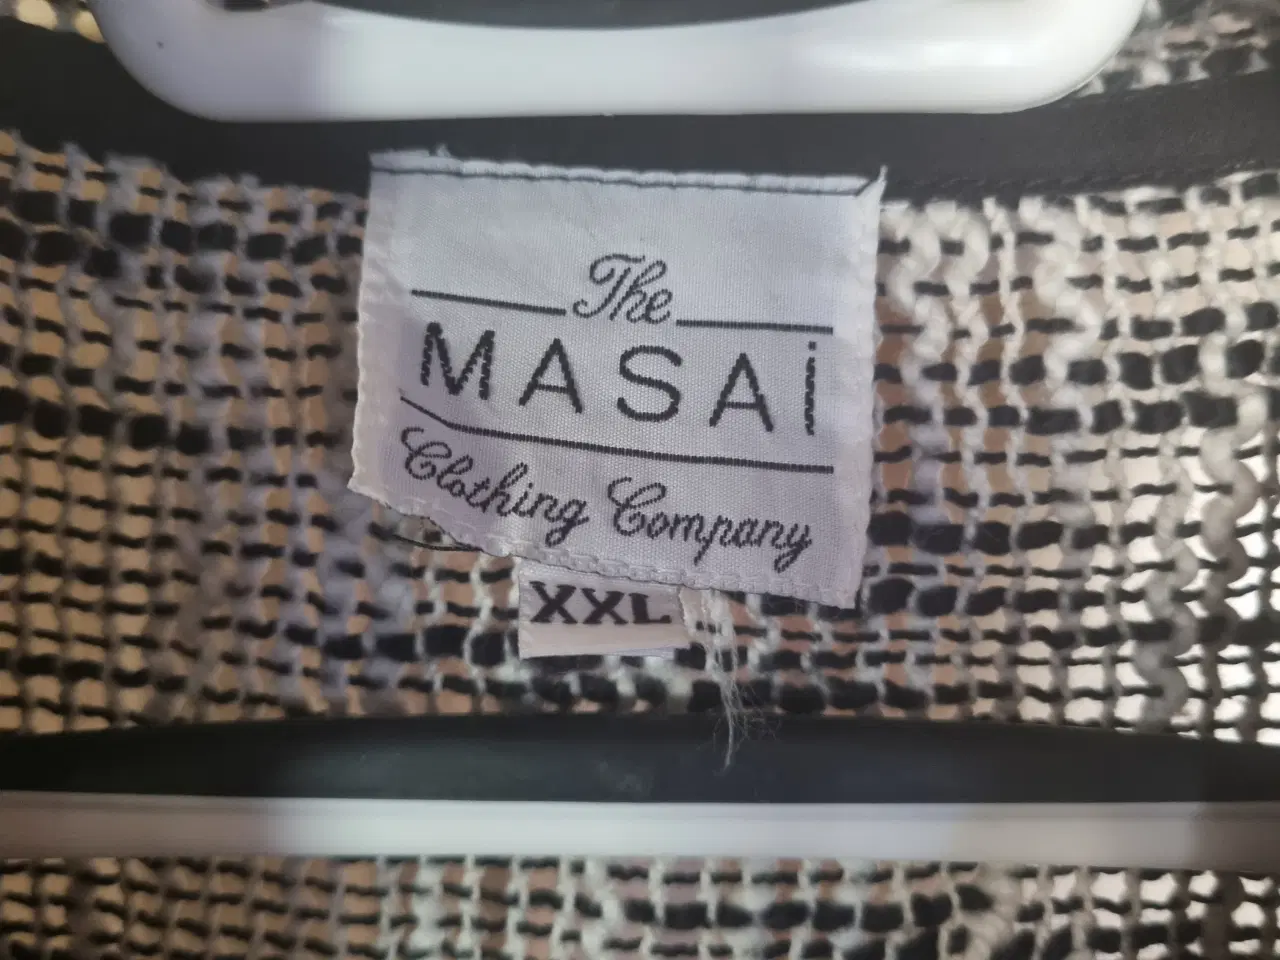 The
MASAi
Clothing Company
XXL